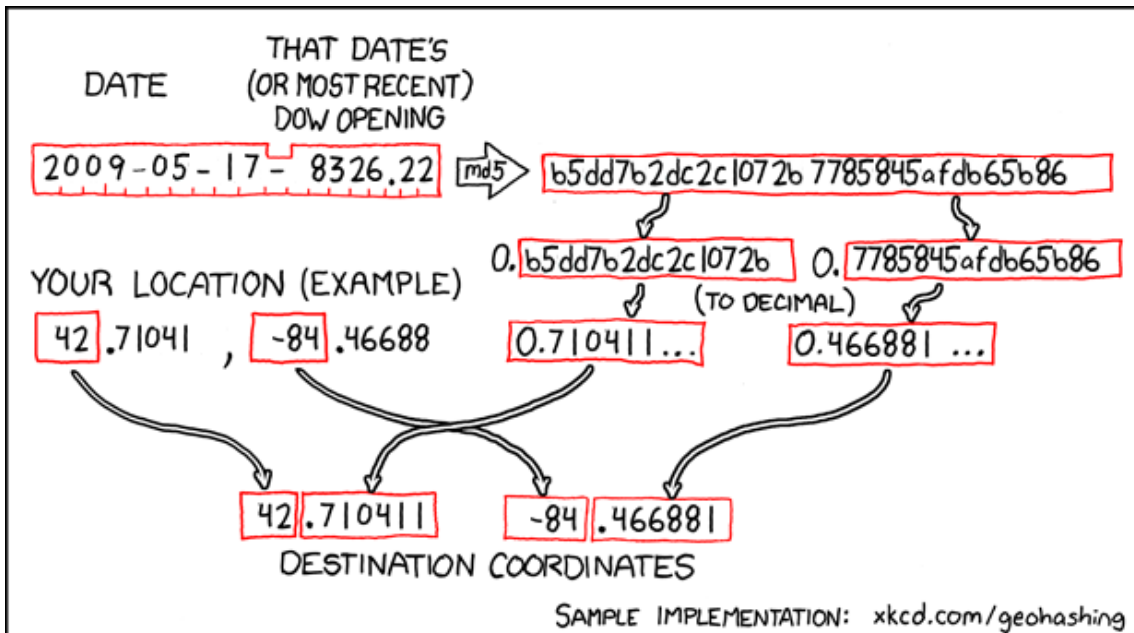 DATE
THAT DATE'S
(OR MOST RECENT)
DOW OPENING
2009-05-17-8326.22
md5
b5dd7b2dc2c1072b7785845afdb65b86
0.b5dd7b2dc2c1072b
0.7785845afdb65b86
(TO DECIMAL)
YOUR LOCATION (EXAMPLE)
42.71041, -84.46688
0.710411...
0.466881 ...
42.710411
-84.466881
DESTINATION COORDINATES
SAMPLE IMPLEMENTATION: xkcd.com/geohashing